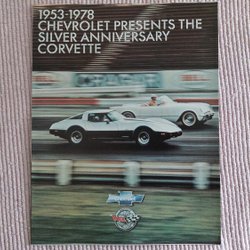 1953-1978
CHEVROLET PRESENTS THE
SILVER ANNIVERSARY
CORVETTE